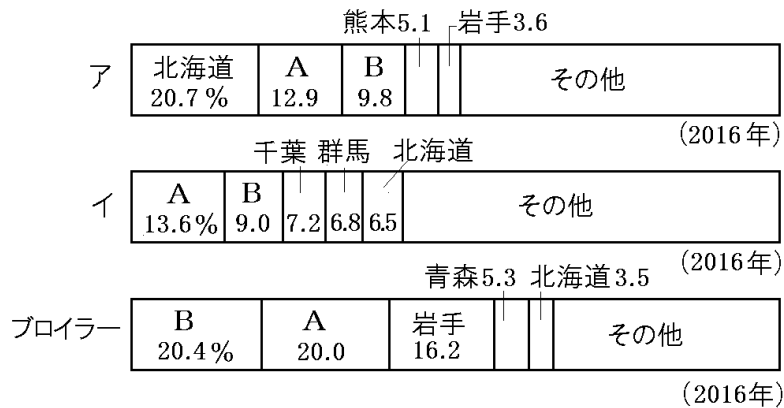 熊本5.1 岩手3.6
ア 北海道 20.7% A 12.9 B 9.8 その他
(2016年)
千葉 群馬 北海道
イ A 13.6% B 9.0 7.2 6.8 6.5 その他
(2016年)
青森5.3 北海道3.5
ブロイラー B 20.4% A 20.0 岩手 16.2 その他
(2016年)